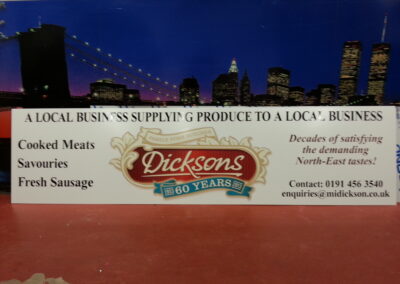 A LOCAL BUSINESS SUPPLYING PRODUCE TO A LOCAL BUSINESS
Cooked Meats
Savouries
Fresh Sausage
Dicksons
60 YEARS
Decades of satisfying
the demanding
North-East tastes!
Contact: 0191 456 3540
enquiries@midickson.co.uk